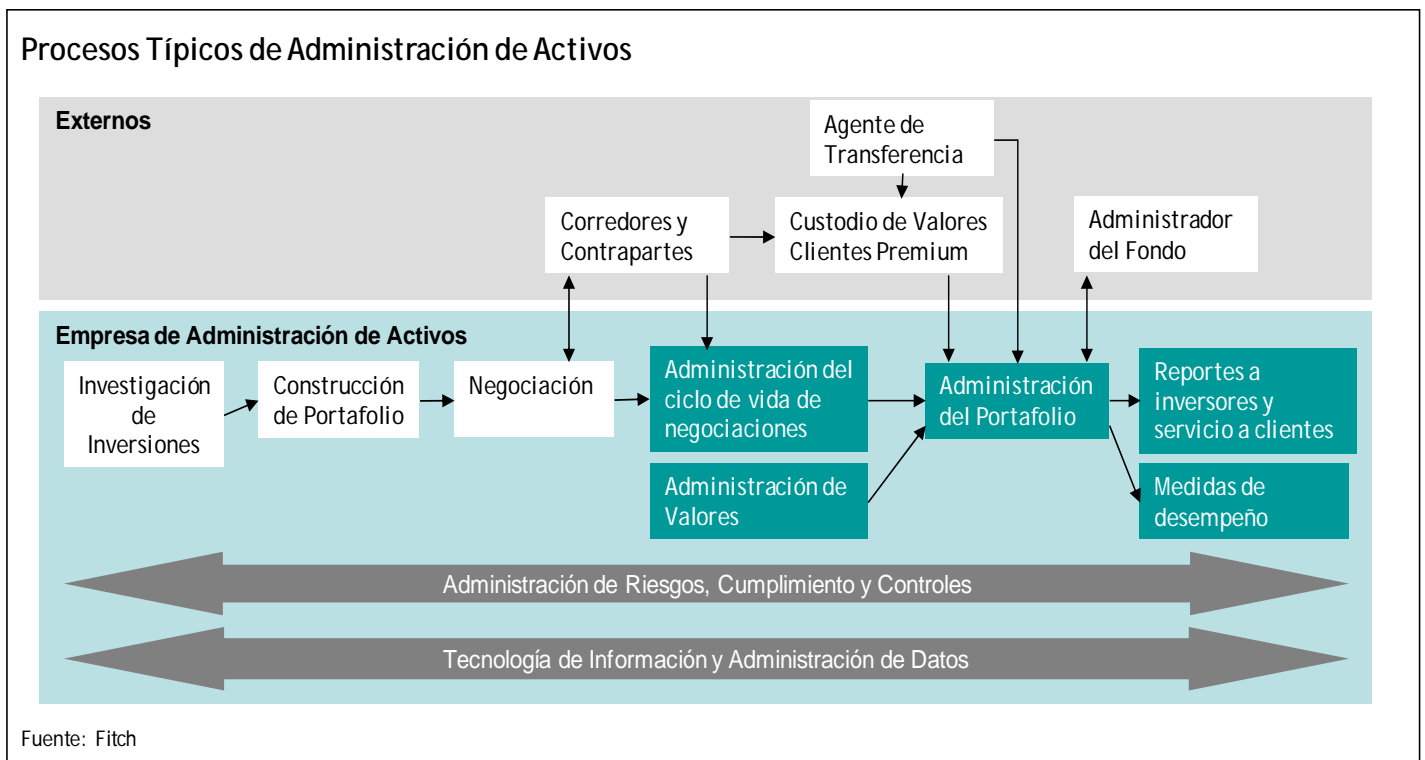 Procesos Típicos de Administración de Activos
Externos
Agente de
Transferencia
Corredores y
Contrapartes
Custodio de Valores
Clientes Premium
Administrador
del Fondo
Empresa de Administración de Activos
Investigación
de
Inversiones
Construcción
de Portafolio
Negociación
Administración del
ciclo de vida de
negociaciones
Administración de
Valores
Administración
del Portafolio
Reportes a
inversores y
servicio a clientes
Medidas de
desempeño
Administración de Riesgos, Cumplimiento y Controles
Tecnología de Información y Administración de Datos
Fuente: Fitch